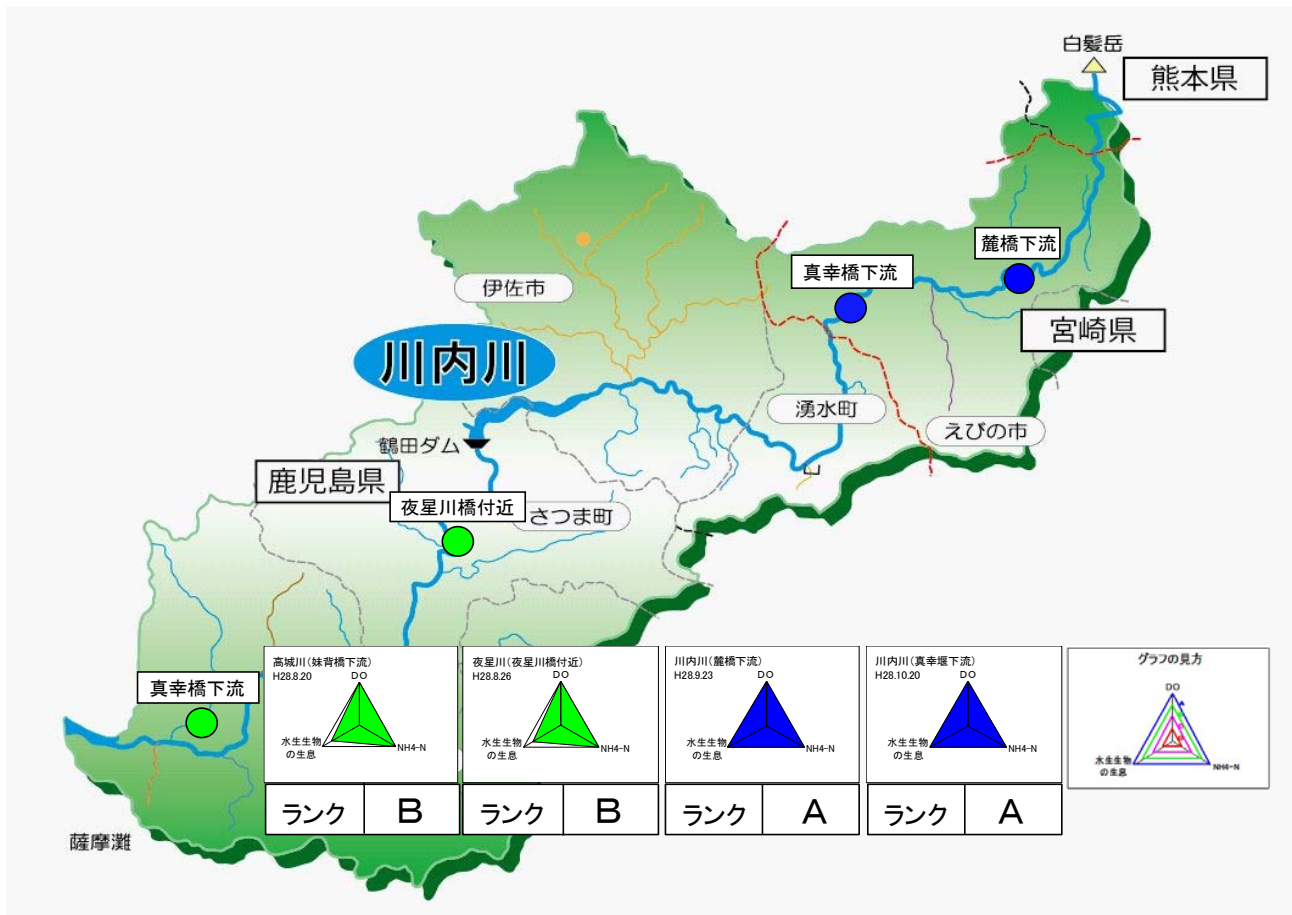 白髪岳
熊本県
麓橋下流
真幸橋下流
伊佐市
宮崎県
川内川
湧水町
えびの市
鶴田ダム
鹿児島県
夜星川橋付近
さつま町
真幸橋下流
薩摩灘
高城川(妹背橋下流)
H28.8.20
DO
水生生物
の生息
NH4-N
ランク B
夜星川(夜星川橋付近)
H28.8.26
DO
水生生物
の生息
NH4-N
ランク B
川内川(麓橋下流)
H28.9.23
DO
水生生物
の生息
NH4-N
ランク A
川内川(真幸堰下流)
H28.10.20
DO
水生生物
の生息
NH4-N
ランク A
グラフの見方
DO
A
水生生物
の生息
NH4-N